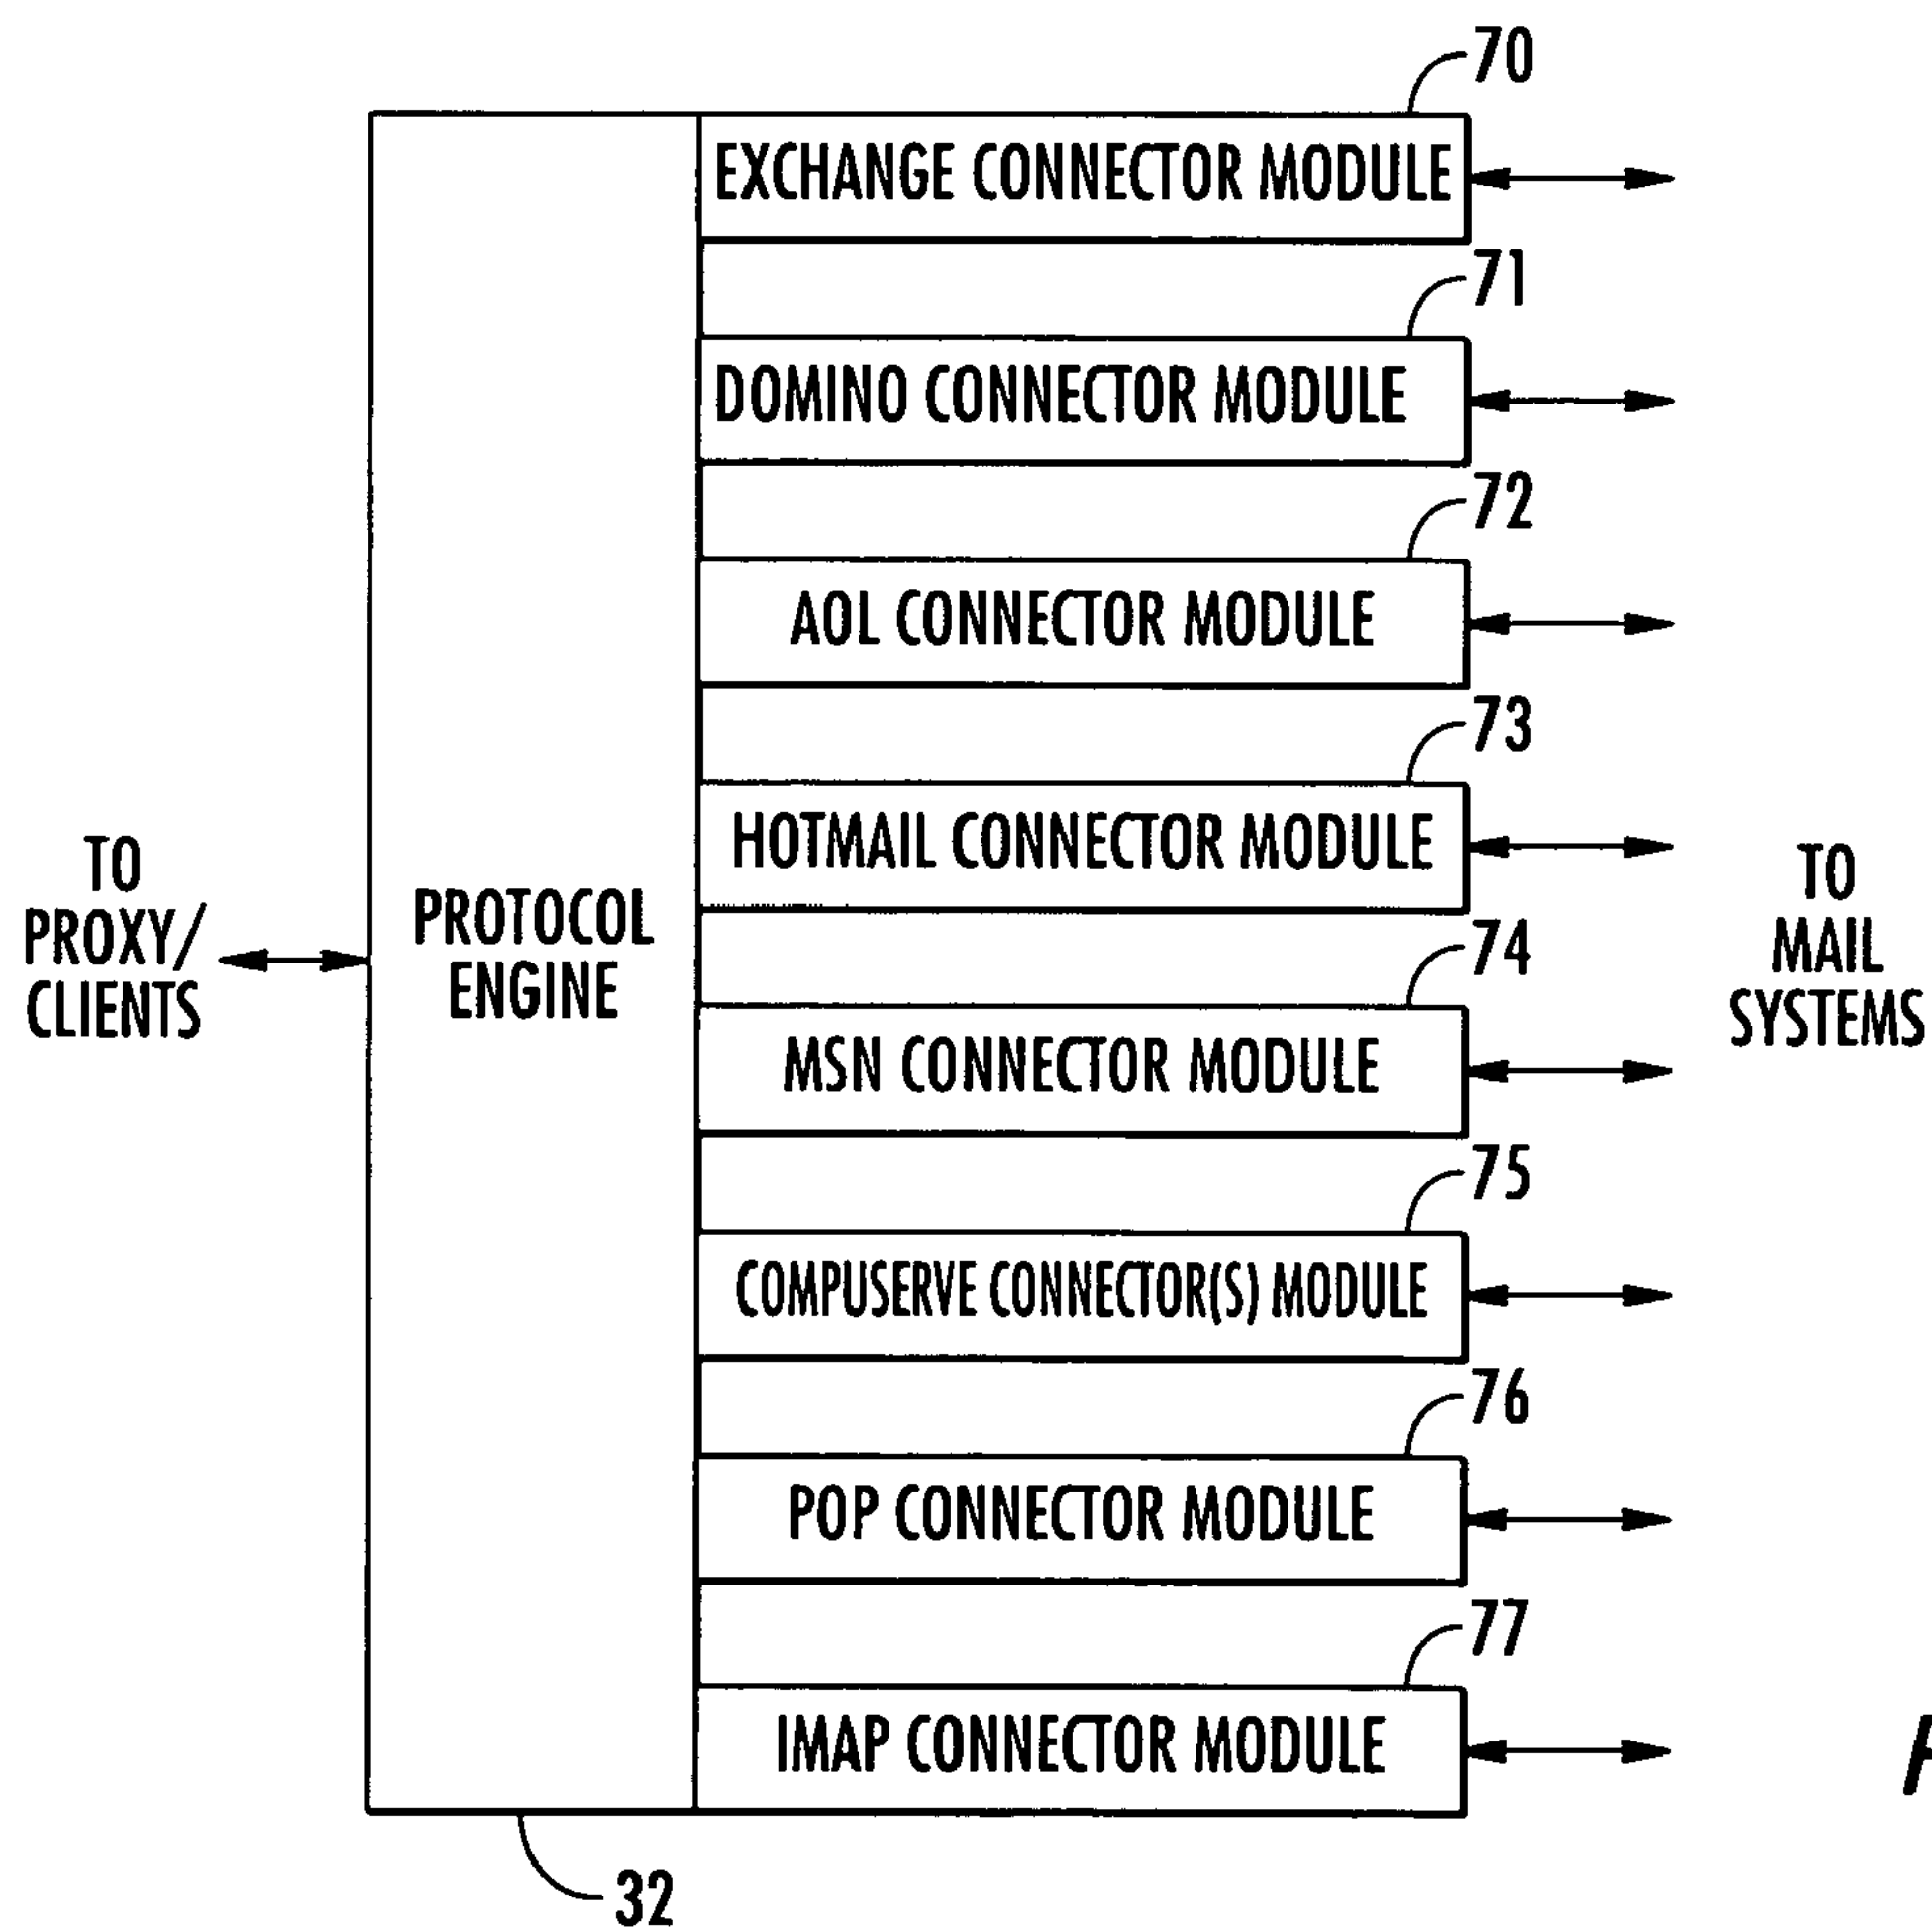 70
EXCHANGE CONNECTOR MODULE
71
DOMINO CONNECTOR MODULE
72
AOL CONNECTOR MODULE
73
HOTMAIL CONNECTOR MODULE
74
MSN CONNECTOR MODULE
75
COMPUSERVE CONNECTOR(S) MODULE
76
POP CONNECTOR MODULE
77
IMAP CONNECTOR MODULE
TO
PROXY/
CLIENTS
PROTOCOL
ENGINE
TO
MAIL
SYSTEMS
32